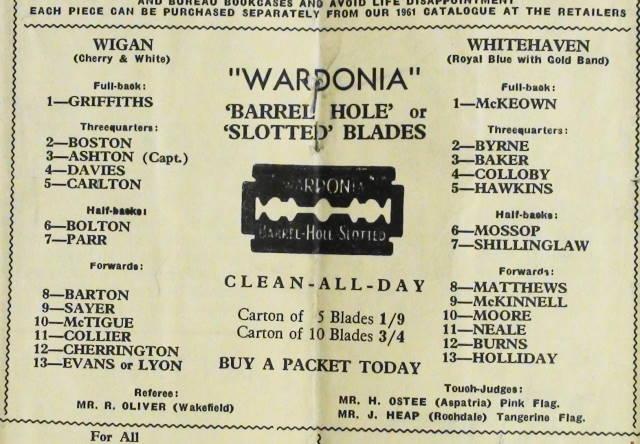 AND BUREAU BOOKCASES AND AVOID LIFE DISAPPOINTMENT
EACH PIECE CAN BE PURCHASED SEPARATELY FROM OUR 1961 CATALOGUE AT THE RETAILERS
WIGAN
(Cherry & White)
Full-back:
1—GRIFFITHS
Threequarters:
2—BOSTON
3—ASHTON (Capt.)
4—DAVIES
5—CARLTON
Half-backs:
6—BOLTON
7—PARR
Forwards:
8—BARTON
9—SAYER
10—McTIGUE
11—COLLIER
12—CHERRINGTON
13—EVANS or LYON
Referee:
MR. R. OLIVER (Wakefield)
For All
"WARDONIA"
'BARREL HOLE' or
'SLOTTED' BLADES
WARDONIA
BARREL-HOLE SLOTTED
CLEAN-ALL-DAY
Carton of 5 Blades 1/9
Carton of 10 Blades 3/4
BUY A PACKET TODAY
WHITEHAVEN
(Royal Blue with Gold Band)
Full-back:
1—McKEOWN
Threequarters:
2—BYRNE
3—BAKER
4—COLLOBY
5—HAWKINS
Half-backs:
6—MOSSOP
7—SHILLINGLAW
Forwards:
8—MATTHEWS
9—McKINNELL
10—MOORE
11—NEALE
12—BURNS
13—HOLLIDAY
Touch-Judges:
MR. H. OSTEE (Aspatria) Pink Flag.
MR. J. HEAP (Rochdale) Tangerine Flag.